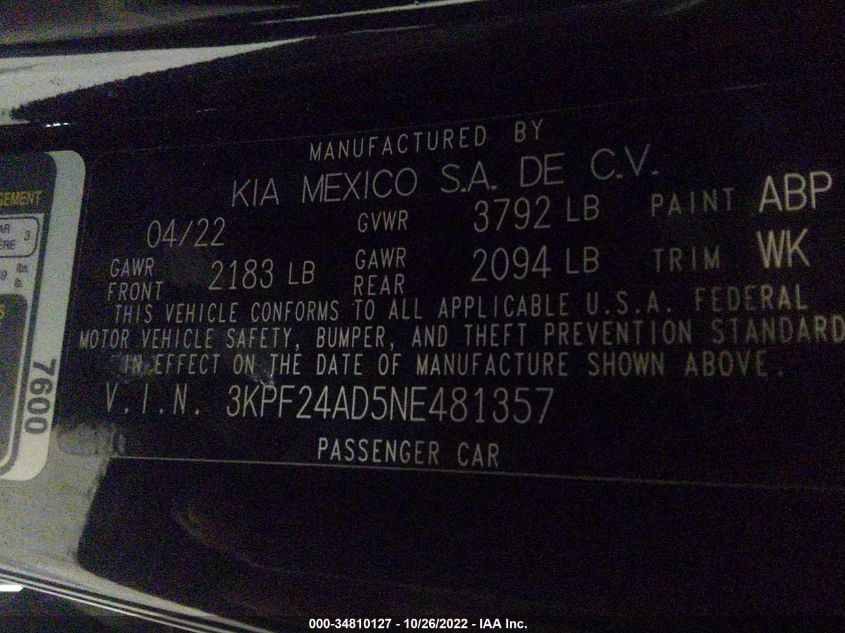 MANUFACTURED BY
KIA MEXICO S.A. DE C.V.
04/22 GVWR 3792 LB PAINT ABP
GAWR FRONT 2183 LB GAWR REAR 2094 LB TRIM WK
THIS VEHICLE CONFORMS TO ALL APPLICABLE U.S.A. FEDERAL
MOTOR VEHICLE SAFETY, BUMPER, AND THEFT PREVENTION STANDARD
IN EFFECT ON THE DATE OF MANUFACTURE SHOWN ABOVE.
V.I.N. 3KPF24AD5NE481357
PASSENGER CAR
3
lbs.
7600
000-34810127 - 10/26/2022 - IAA Inc.